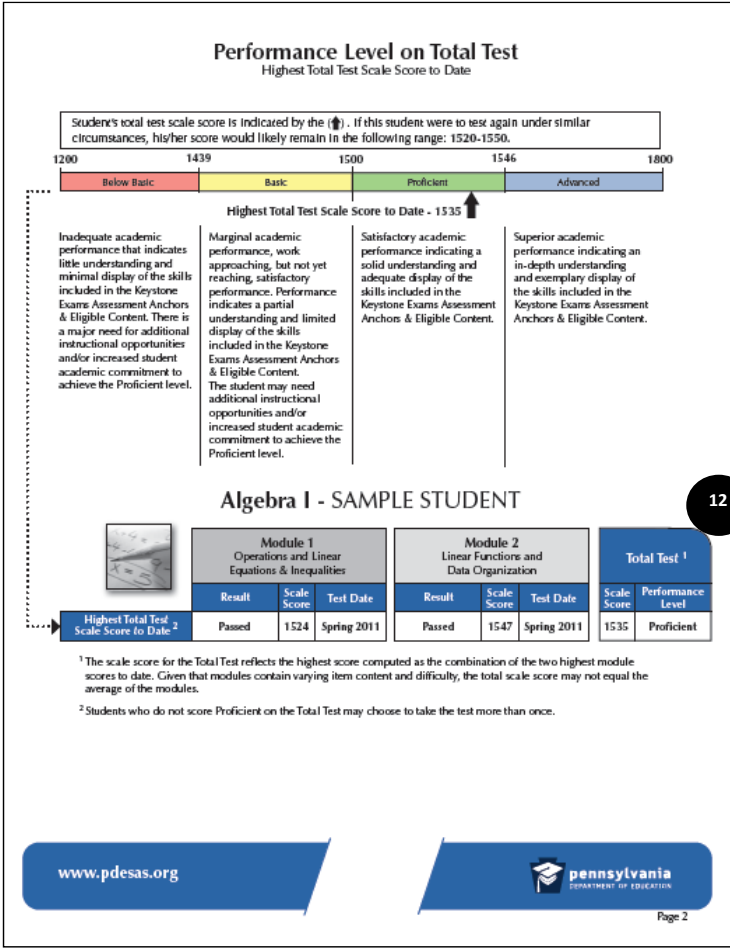 Performance Level on Total Test
Highest Total Test Scale Score to Date
Student's total test scale score is indicated by the (⬆) . If this student were to test again under similar
circumstances, his/her score would likely remain in the following range: 1520-1550.
1200 1439 1500 1546 1800
Below Basic Basic Proficient Advanced
Highest Total Test Scale Score to Date - 1535
Inadequate academic
performance that indicates
little understanding and
minimal display of the skills
included in the Keystone
Exams Assessment Anchors
& Eligible Content. There is
a major need for additional
instructional opportunities
and/or increased student
academic commitment to
achieve the Proficient level.
Marginal academic
performance, work
approaching, but not yet
reaching, satisfactory
performance. Performance
indicates a partial
understanding and limited
display of the skills
included in the Keystone
Exams Assessment Anchors
& Eligible Content.
The student may need
additional instructional
opportunities and/or
increased student academic
commitment to achieve the
Proficient level.
Satisfactory academic
performance indicating a
solid understanding and
adequate display of the
skills included in the
Keystone Exams Assessment
Anchors & Eligible Content.
Superior academic
performance indicating an
in-depth understanding
and exemplary display of
the skills included in the
Keystone Exams Assessment
Anchors & Eligible Content.
Algebra I - SAMPLE STUDENT
12
Module 1
Operations and Linear
Equations & Inequalities
Module 2
Linear Functions and
Data Organization
Total Test 1
Result Scale Score Test Date Result Scale Score Test Date Scale Score Performance Level
Highest Total Test
Scale Score to Date 2
Passed 1524 Spring 2011 Passed 1547 Spring 2011 1535 Proficient
1 The scale score for the Total Test reflects the highest score computed as the combination of the two highest module
scores to date. Given that modules contain varying item content and difficulty, the total scale score may not equal the
average of the modules.
2 Students who do not score Proficient on the Total Test may choose to take the test more than once.
www.pdesas.org
pennsylvania
DEPARTMENT OF EDUCATION
Page 2